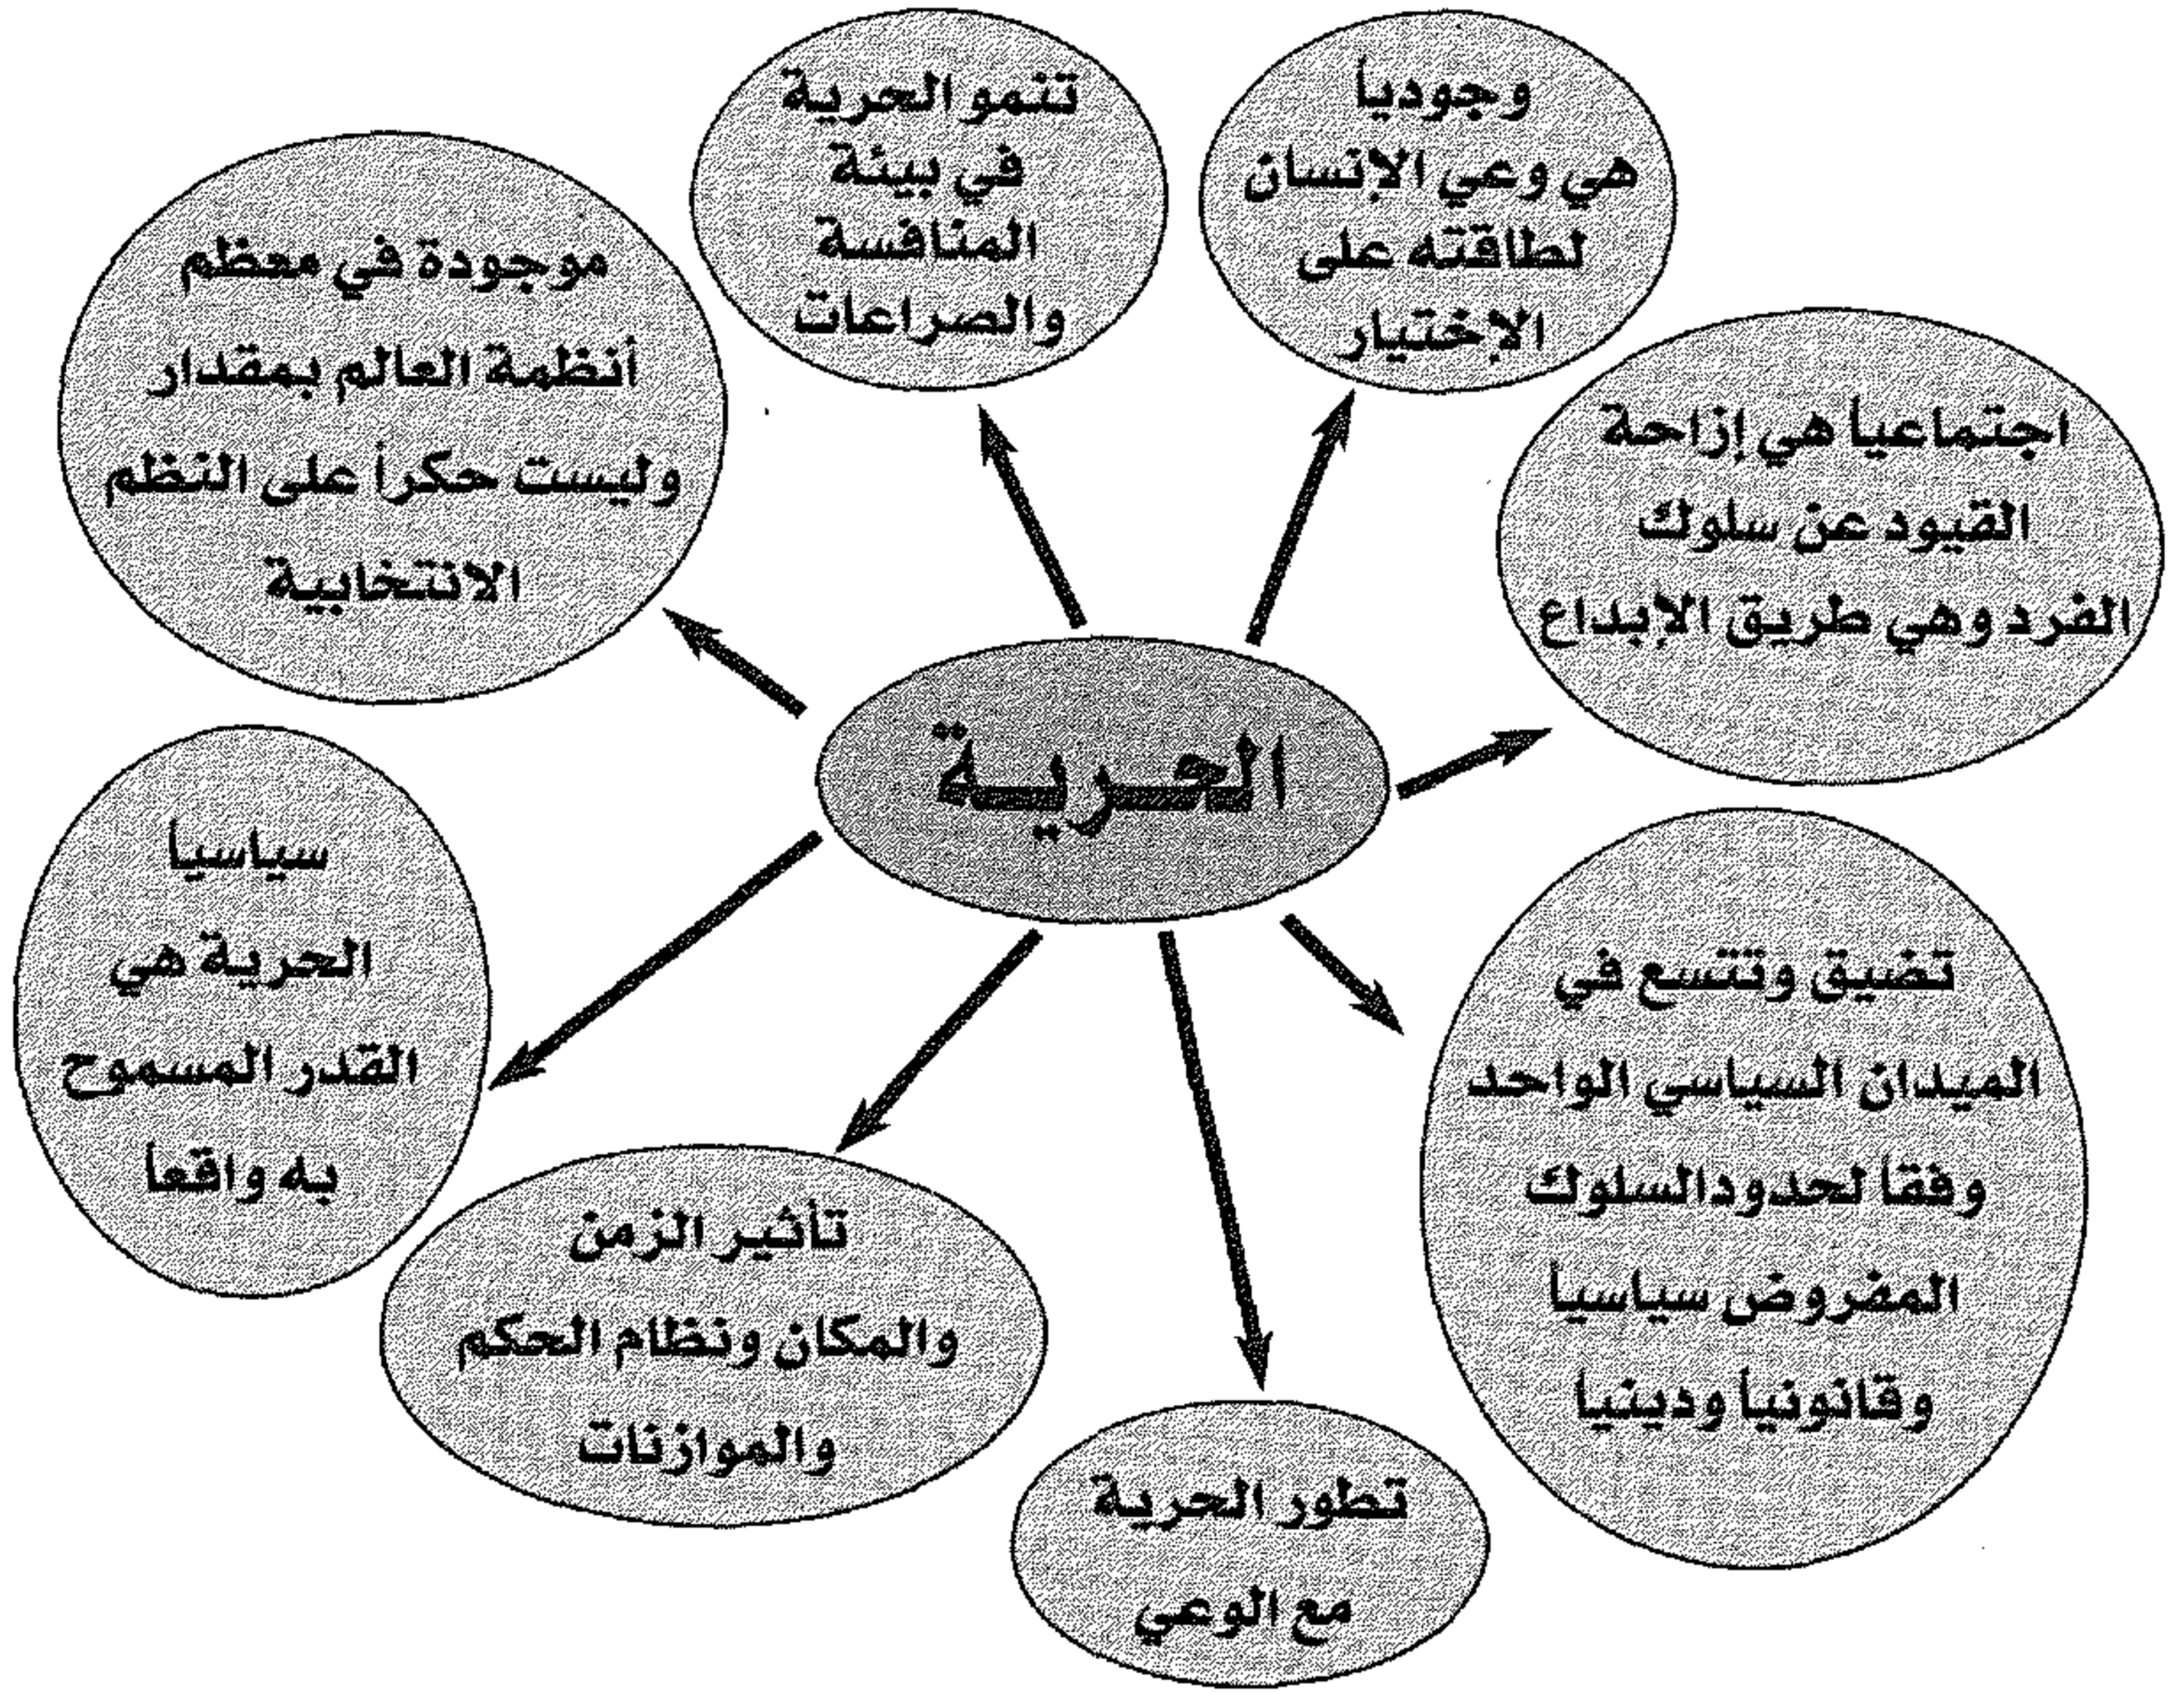 وجودياً
هي وعي الإنسان
لطاقته على
الإختيار
تنمو الحرية
في بيئة
المنافسة
والصراعات
موجودة في معظم
أنظمة العالم بمقدار
وليست حكراً على النظم
الانتخابية
اجتماعياً هي إزاحة
القيود عن سلوك
الفرد وهي طريق الإبداع
الحريـة
سياسياً
الحرية هي
القدر المسموح
به واقعاً
تضيق وتتسع في
الميدان السياسي الواحد
وفقاً لحدود السلوك
المفروض سياسياً
وقانونياً ودينياً
تأثير الزمن
والمكان ونظام الحكم
والموازنات
تطور الحرية
مع الوعي